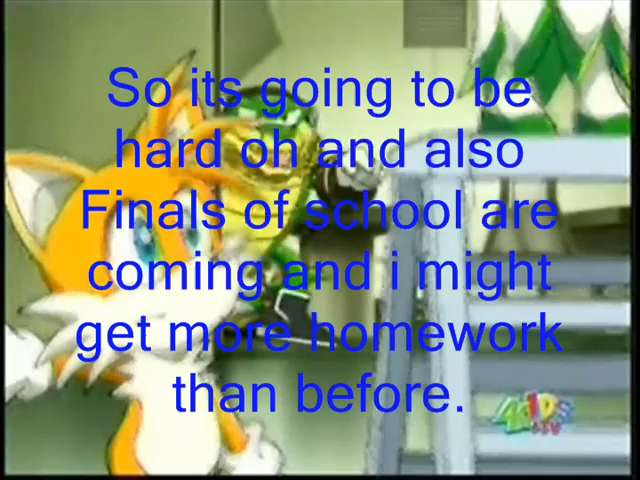 So its going to be
hard oh and also
Finals of school are
coming and i might
get more homework
than before.
4KIDS
.TV